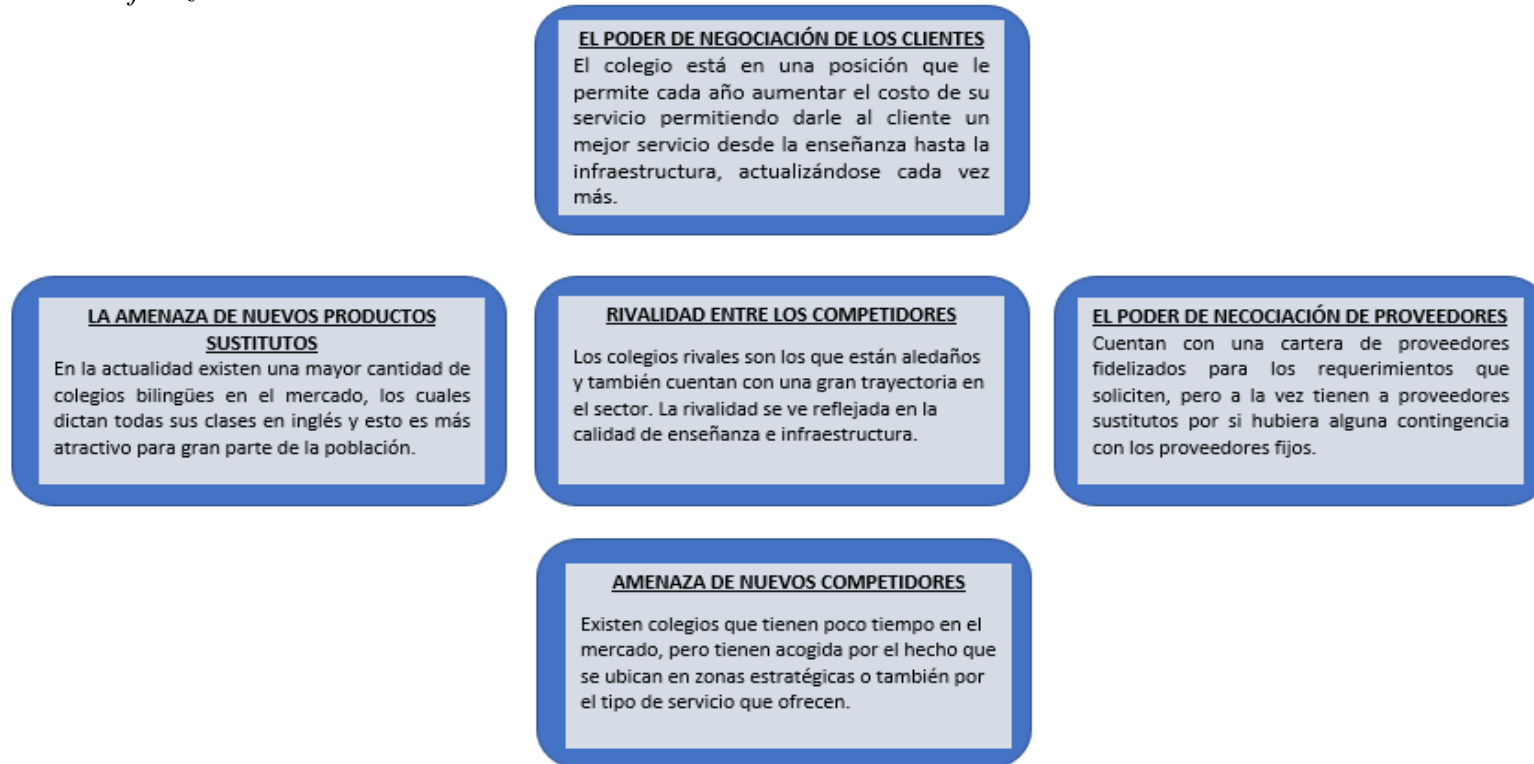 EL PODER DE NEGOCIACIÓN DE LOS CLIENTES
El colegio está en una posición que le
permite cada año aumentar el costo de su
servicio permitiendo darle al cliente un
mejor servicio desde la enseñanza hasta la
infraestructura, actualizándose cada vez
más.
LA AMENAZA DE NUEVOS PRODUCTOS
SUSTITUTOS
En la actualidad existen una mayor cantidad de
colegios bilingües en el mercado, los cuales
dictan todas sus clases en inglés y esto es más
atractivo para gran parte de la población.
RIVALIDAD ENTRE LOS COMPETIDORES
Los colegios rivales son los que están aledaños
y también cuentan con una gran trayectoria en
el sector. La rivalidad se ve reflejada en la
calidad de enseñanza e infraestructura.
EL PODER DE NECOCIACIÓN DE PROVEEDORES
Cuentan con una cartera de proveedores
fidelizados para los requerimientos que
soliciten, pero a la vez tienen a proveedores
sustitutos por si hubiera alguna contingencia
con los proveedores fijos.
AMENAZA DE NUEVOS COMPETIDORES
Existen colegios que tienen poco tiempo en el
mercado, pero tienen acogida por el hecho que
se ubican en zonas estratégicas o también por
el tipo de servicio que ofrecen.